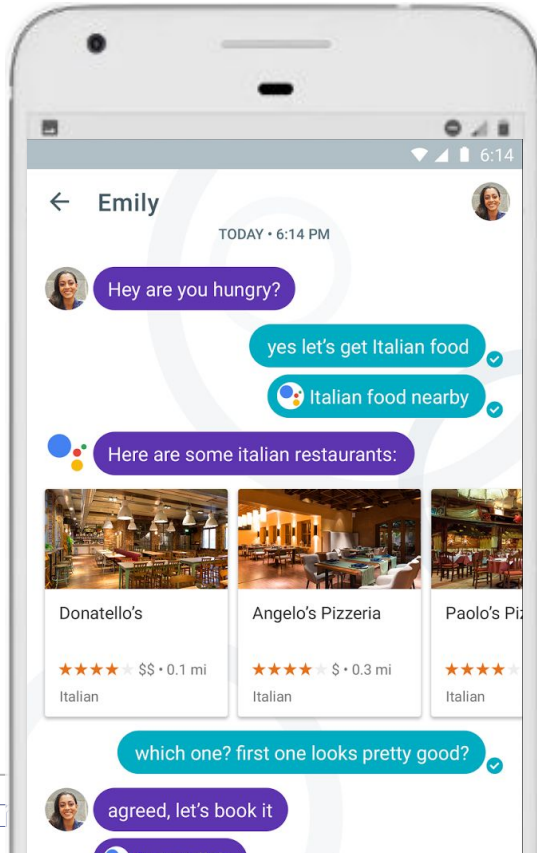 6:14
Emily
TODAY • 6:14 PM
Hey are you hungry?
yes let's get Italian food
Italian food nearby
Here are some italian restaurants:
Donatello's
$$ • 0.1 mi
Italian
Angelo's Pizzeria
$ • 0.3 mi
Italian
Paolo's
Italian
which one? first one looks pretty good?
agreed, let's book it